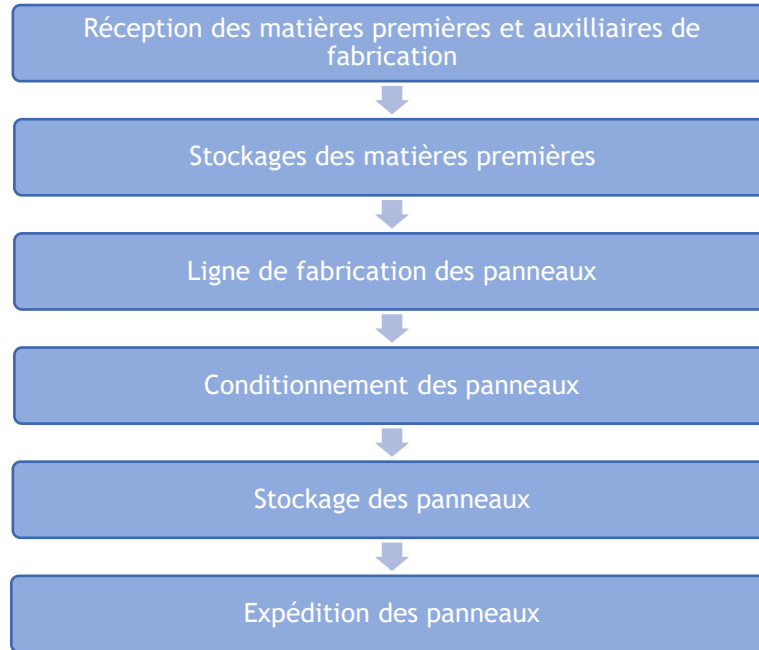 Réception des matières premières et auxilliaires de
fabrication
Stockages des matières premières
Ligne de fabrication des panneaux
Conditionnement des panneaux
Stockage des panneaux
Expédition des panneaux